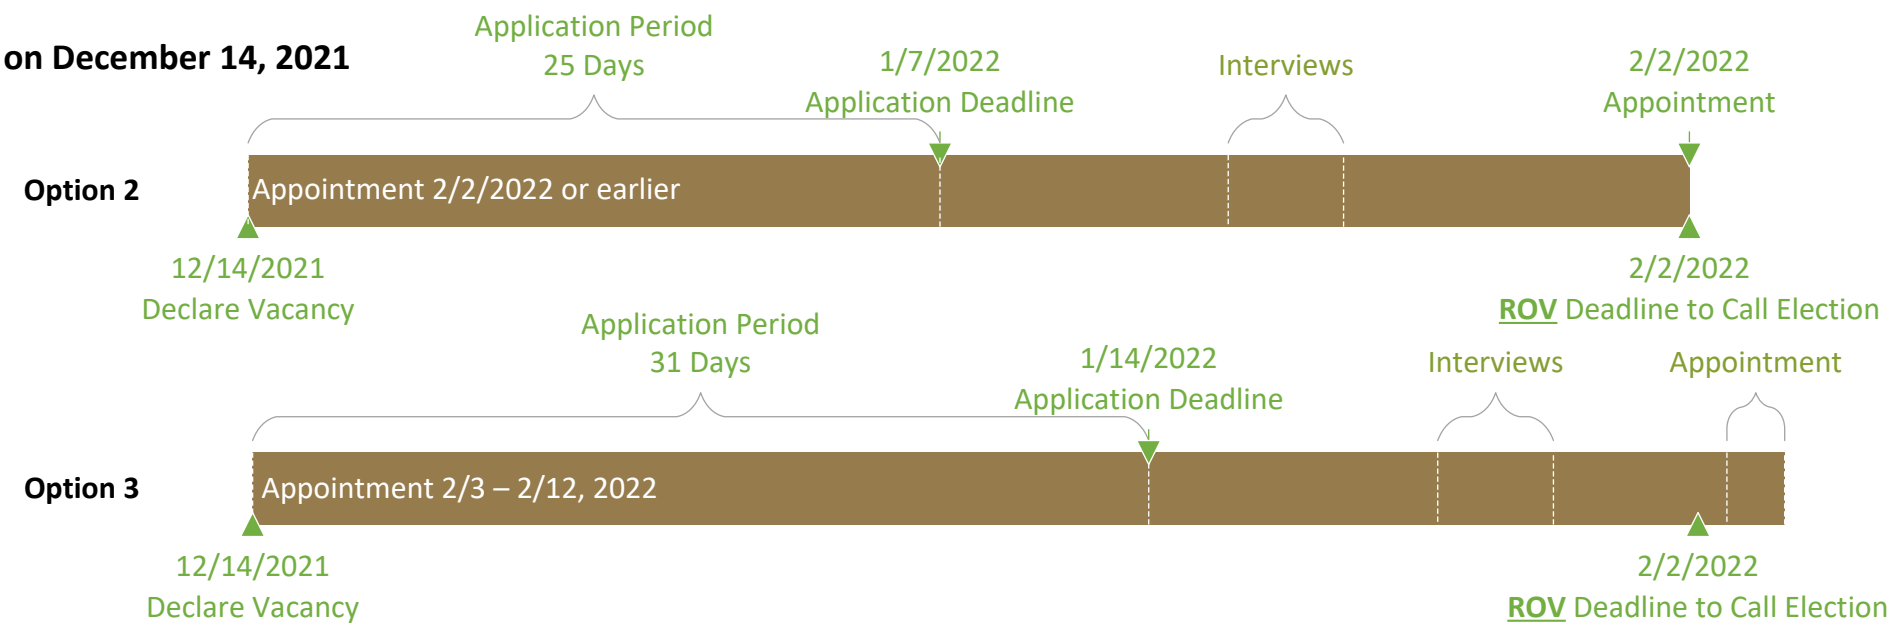 on December 14, 2021
Application Period
25 Days
1/7/2022
Application Deadline
Interviews
2/2/2022
Appointment
Option 2
Appointment 2/2/2022 or earlier
12/14/2021
Declare Vacancy
2/2/2022
ROV Deadline to Call Election
Application Period
31 Days
1/14/2022
Application Deadline
Interviews
Appointment
Option 3
Appointment 2/3 – 2/12, 2022
12/14/2021
Declare Vacancy
2/2/2022
ROV Deadline to Call Election